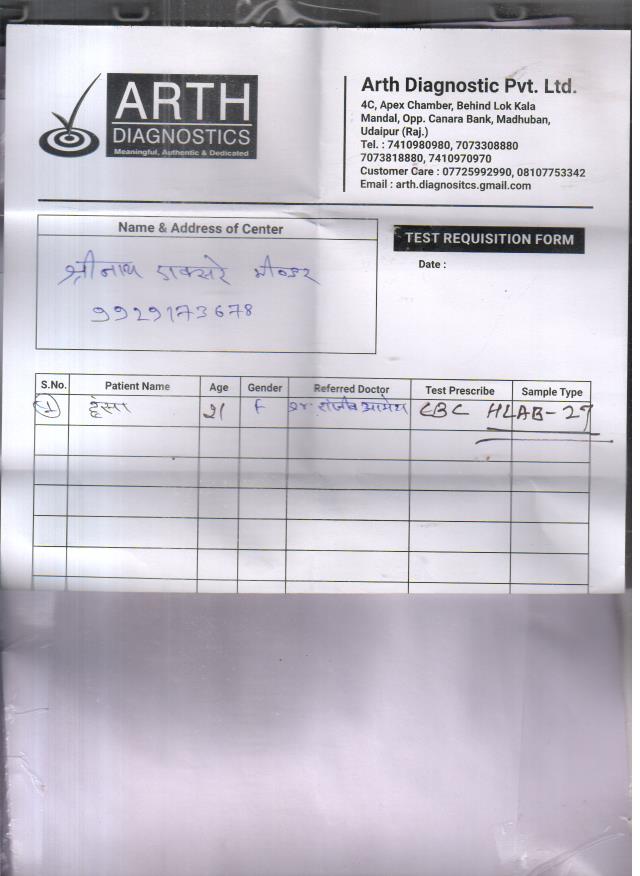 ARTH
DIAGNOSTICS
Meaningful, Authentic & Dedicated
Arth Diagnostic Pvt. Ltd.
4C, Apex Chamber, Behind Lok Kala
Mandal, Opp. Canara Bank, Madhuban,
Udaipur (Raj.)
Tel. : 7410980980, 7073308880
7073818880, 7410970970
Customer Care : 07725992990, 08107753342
Email : arth.diagnositcs.gmail.com
Name & Address of Center
श्रीनाथ एक्सरे
9929173678
TEST REQUISITION FORM
Date :
S.No. Patient Name Age Gender Referred Doctor Test Prescribe Sample Type
1 हंसा 21 F CBC HLAB-27